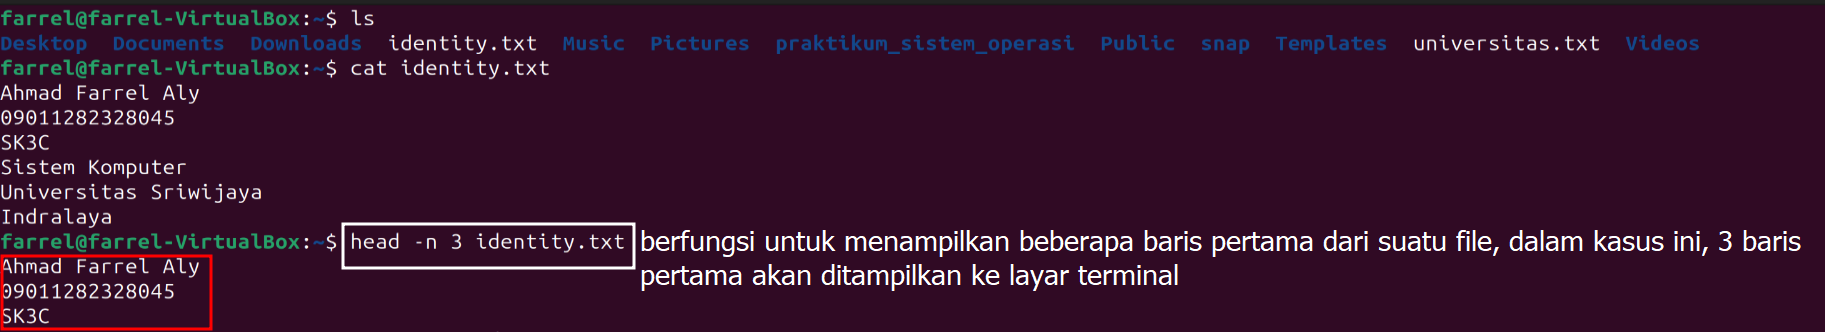 farrel@farrel-VirtualBox:~$ ls
Desktop Documents Downloads identity.txt Music Pictures praktikum_sistem_operasi Public snap Templates universitas.txt Videos
farrel@farrel-VirtualBox:~$ cat identity.txt
Ahmad Farrel Aly
09011282328045
SK3C
Sistem Komputer
Universitas Sriwijaya
Indralaya
farrel@farrel-VirtualBox:~$ head -n 3 identity.txt berfungsi untuk menampilkan beberapa baris pertama dari suatu file, dalam kasus ini, 3 baris
pertama akan ditampilkan ke layar terminal
Ahmad Farrel Aly
09011282328045
SK3C